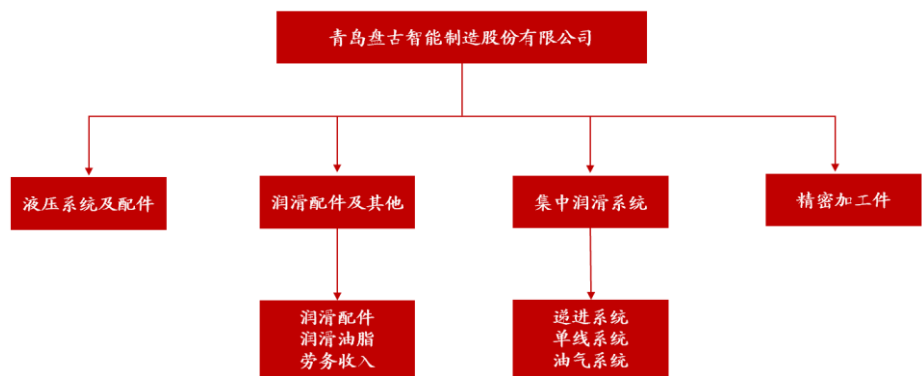 青岛盘古智能制造股份有限公司
液压系统及配件
润滑配件及其他
集中润滑系统
精密加工件
润滑配件
润滑油脂
劳务收入
递进系统
单线系统
油气系统